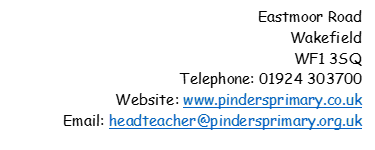 Eastmoor Road
Wakefield
WF1 3SQ
Telephone: 01924 303700
Website: www.pindersprimary.co.uk
Email: headteacher@pindersprimary.org.uk